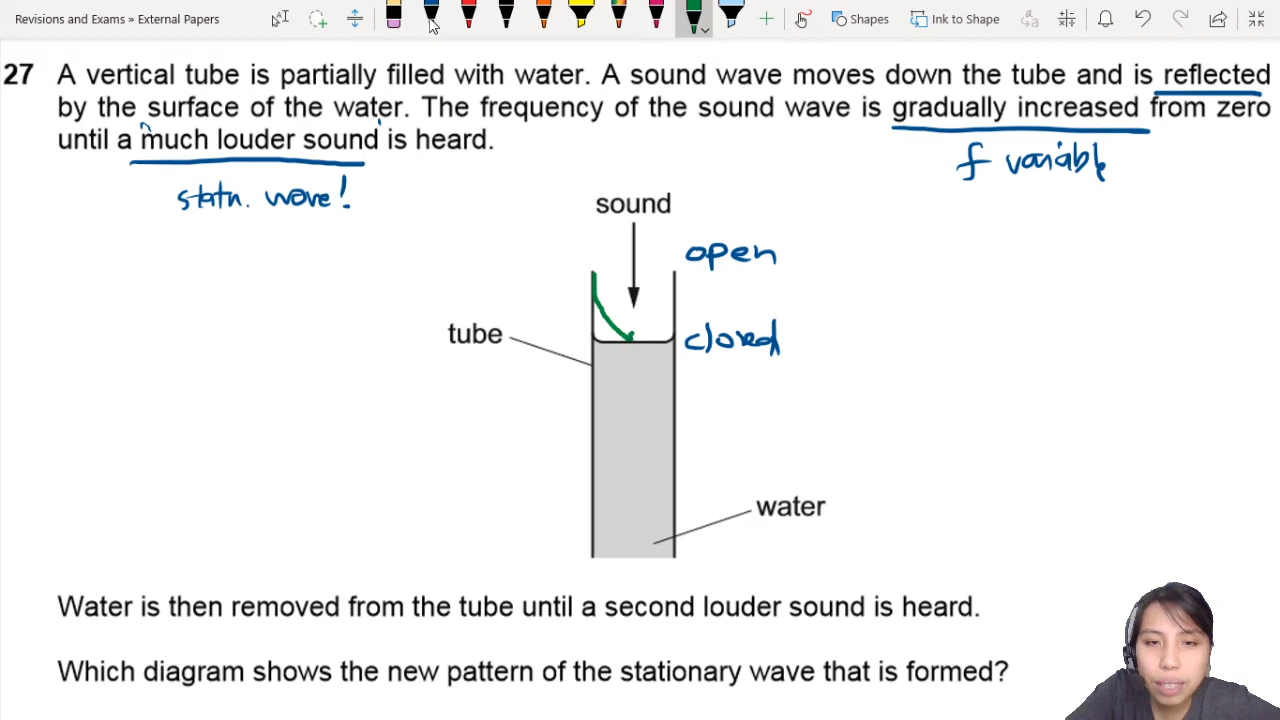 Revisions and Exams » External Papers
Shapes
Ink to Shape
27 A vertical tube is partially filled with water. A sound wave moves down the tube and is reflected
by the surface of the water. The frequency of the sound wave is gradually increased from zero
until a much louder sound is heard.
f variable
statn. wave!
sound
open
tube
closed
water
Water is then removed from the tube until a second louder sound is heard.
Which diagram shows the new pattern of the stationary wave that is formed?